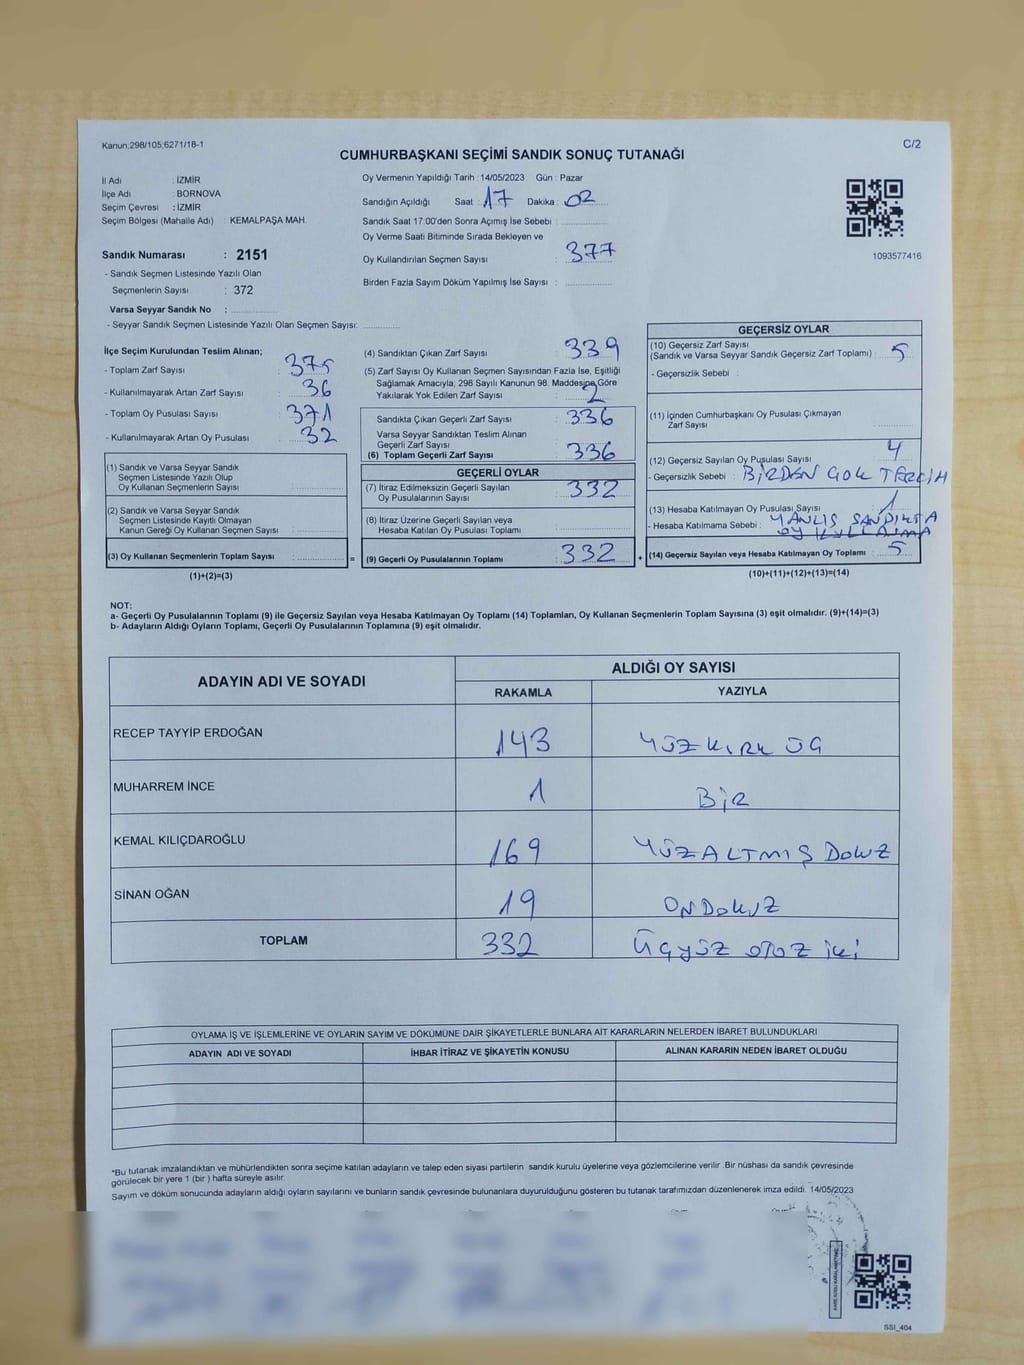 Kanun;298/105;6271/18-1
C/2
CUMHURBAŞKANI SEÇİMİ SANDIK SONUÇ TUTANAĞI
İl Adı : İZMİR
İlçe Adı : BORNOVA
Seçim Çevresi : İZMİR
Seçim Bölgesi (Mahalle Adı) : KEMALPAŞA MAH.
Sandık Numarası : 2151
- Sandık Seçmen Listesinde Yazılı Olan
Seçmenlerin Sayısı : 372
Varsa Seyyar Sandık No :
- Seyyar Sandık Seçmen Listesinde Yazılı Olan Seçmen Sayısı:
Oy Vermenin Yapıldığı Tarih : 14/05/2023 Gün : Pazar
Sandığın Açıldığı Saat : 17 Dakika : 02
Sandık Saat 17.00'den Sonra Açımış İse Sebebi :
Oy Verme Saati Bitiminde Sırada Bekleyen ve
Oy Kullandırılan Seçmen Sayısı : 377
Birden Fazla Sayım Döküm Yapılmış İse Sayısı :
1093577416
İlçe Seçim Kurulundan Teslim Alınan;
- Toplam Zarf Sayısı : 375
- Kullanılmayarak Artan Zarf Sayısı : 36
- Toplam Oy Pusulası Sayısı : 371
- Kullanılmayarak Artan Oy Pusulası : 32
(1) Sandık ve Varsa Seyyar Sandık
Seçmen Listesinde Yazılı Olup
Oy Kullanan Seçmenlerin Sayısı :
(2) Sandık ve Varsa Seyyar Sandık
Seçmen Listesinde Kayıtlı Olmayan
Kanun Gereği Oy Kullanan Seçmen Sayısı :
(3) Oy Kullanan Seçmenlerin Toplam Sayısı :
(1)+(2)=(3)
(4) Sandıktan Çıkan Zarf Sayısı : 339
(5) Zarf Sayısı Oy Kullanan Seçmen Sayısından Fazla İse, Eşitliği
Sağlamak Amacıyla, 298 Sayılı Kanunun 98. Maddesine Göre
Yakılarak Yok Edilen Zarf Sayısı : 2
Sandıkta Çıkan Geçerli Zarf Sayısı : 336
Varsa Seyyar Sandıktan Teslim Alınan
Geçerli Zarf Sayısı :
(6) Toplam Geçerli Zarf Sayısı : 336
GEÇERLİ OYLAR
(7) İtiraz Edilmeksizin Geçerli Sayılan
Oy Pusulalarının Sayısı : 332
(8) İtiraz Üzerine Geçerli Sayılan veya
Hesaba Katılan Oy Pusulası Toplamı :
= (9) Geçerli Oy Pusulalarının Toplamı : 332 +
GEÇERSİZ OYLAR
(10) Geçersiz Zarf Sayısı
(Sandık ve Varsa Seyyar Sandık Geçersiz Zarf Toplamı) : 5
- Geçersizlik Sebebi :
(11) İçinden Cumhurbaşkanı Oy Pusulası Çıkmayan
Zarf Sayısı :
(12) Geçersiz Sayılan Oy Pusulası Sayısı : 4
- Geçersizlik Sebebi : BİRDEN ÇOK TERCİH
(13) Hesaba Katılmayan Oy Pusulası Sayısı : 1
- Hesaba Katılmama Sebebi : YANLIŞ SANDIKTA
OY KULLANMA
(14) Geçersiz Sayılan veya Hesaba Katılmayan Oy Toplamı : 5
(10)+(11)+(12)+(13)=(14)
NOT:
a- Geçerli Oy Pusulalarının Toplamı (9) ile Geçersiz Sayılan veya Hesaba Katılmayan Oy Toplamı (14) Toplamları, Oy Kullanan Seçmenlerin Toplam Sayısına (3) eşit olmalıdır. (9)+(14)=(3)
b- Adayların Aldığı Oyların Toplamı, Geçerli Oy Pusulalarının Toplamına (9) eşit olmalıdır.
ADAYIN ADI VE SOYADI
ALDIĞI OY SAYISI
RAKAMLA YAZIYLA
RECEP TAYYİP ERDOĞAN 143 YÜZ KIRK ÜÇ
MUHARREM İNCE 1 BİR
KEMAL KILIÇDAROĞLU 169 YÜZALTMIŞ DOKUZ
SİNAN OĞAN 19 ONDOKUZ
TOPLAM 332 ÜÇYÜZ OTUZ İKİ
OYLAMA İŞ VE İŞLEMLERİNE VE OYLARIN SAYIM VE DÖKÜMÜNE DAİR ŞİKAYETLERLE BUNLARA AİT KARARLARIN NELERDEN İBARET BULUNDUKLARI
ADAYIN ADI VE SOYADI İHBAR İTİRAZ VE ŞİKAYETİN KONUSU ALINAN KARARIN NEDEN İBARET OLDUĞU
*Bu tutanak imzalandıktan ve mühürlendikten sonra seçime katılan adayların ve talep eden siyasi partilerin sandık kurulu üyelerine veya gözlemcilerine verilir .Bir nüshası da sandık çevresinde
görülecek bir yere 1 (bir ) hafta süreyle asılır.
Sayım ve döküm sonucunda adayların aldığı oyların sayılarını ve bunların sandık çevresinde bulunanlara duyurulduğunu gösteren bu tutanak tarafımızdan düzenlenerek imza edildi. 14/05/2023
SSI_404